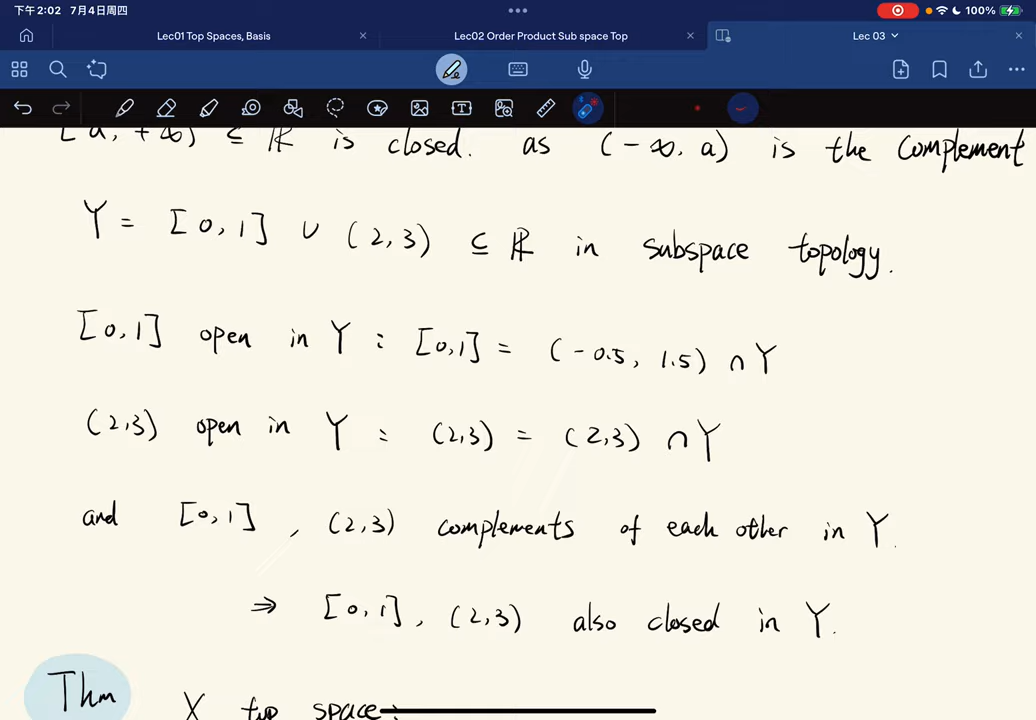 下午2:02 7月4日周四
100%
Lec01 Top Spaces, Basis
Lec02 Order Product Sub space Top
Lec 03
[a, +∞) ⊆ ℝ is closed. as (-∞, a) is the complement
Y = [0,1] ∪ (2,3) ⊆ ℝ in subspace topology.
[0,1] open in Y : [0,1] = (-0.5, 1.5) ∩ Y
(2,3) open in Y : (2,3) = (2,3) ∩ Y
and [0,1], (2,3) complements of each other in Y.
⇒ [0,1], (2,3) also closed in Y.
Thm
X top space: